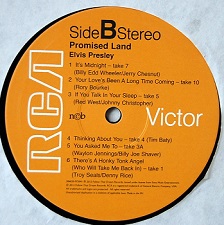 Side B Stereo
Promised Land
Elvis Presley
1 It's Midnight – take 7
(Billy Edd Wheeler/Jerry Chesnut)
2 Your Love's Been A Long Time Coming – take 10
(Rory Bourke)
3 If You Talk In Your Sleep – take 5
(Red West/Johnny Christopher)
n©b
RCA
Victor
4 Thinking About You – take 4 (Tim Baty)
5 You Asked Me To – take 3A
(Waylon Jennings/Billy Joe Shaver)
6 There's A Honky Tonk Angel
(Who Will Take Me Back In) – take 1
(Troy Seals/Denny Rice)